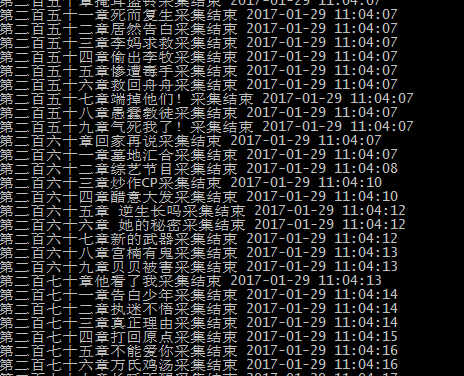 第二百五十章掩耳盗铃采集结束 2017-01-29 11:04:07
第二百五十一章死而复生采集结束 2017-01-29 11:04:07
第二百五十二章居然告白采集结束 2017-01-29 11:04:07
第二百五十三章李妈求救采集结束 2017-01-29 11:04:07
第二百五十四章偷出李牧采集结束 2017-01-29 11:04:07
第二百五十五章惨遭毒手采集结束 2017-01-29 11:04:07
第二百五十六章救回舟舟采集结束 2017-01-29 11:04:07
第二百五十七章端掉他们！采集结束 2017-01-29 11:04:07
第二百五十八章愚蠢教徒采集结束 2017-01-29 11:04:07
第二百五十九章气死我了！采集结束 2017-01-29 11:04:07
第二百六十章回家再说采集结束 2017-01-29 11:04:07
第二百六十一章墓地汇合采集结束 2017-01-29 11:04:07
第二百六十二章综艺节目采集结束 2017-01-29 11:04:08
第二百六十三章炒作CP采集结束 2017-01-29 11:04:10
第二百六十四章醋意大发采集结束 2017-01-29 11:04:10
第二百六十五章 逆生长吗采集结束 2017-01-29 11:04:12
第二百六十六章 她的秘密采集结束 2017-01-29 11:04:12
第二百六十七章新的武器采集结束 2017-01-29 11:04:12
第二百六十八章宫楠有鬼采集结束 2017-01-29 11:04:13
第二百六十九章贝贝被害采集结束 2017-01-29 11:04:13
第二百七十章他看了我采集结束 2017-01-29 11:04:13
第二百七十一章告白少年采集结束 2017-01-29 11:04:14
第二百七十二章执迷不悟采集结束 2017-01-29 11:04:14
第二百七十三章真正理由采集结束 2017-01-29 11:04:14
第二百七十四章打回原点采集结束 2017-01-29 11:04:15
第二百七十五章不能爱你采集结束 2017-01-29 11:04:16
第二百七十六章万氏鸡汤采集结束 2017-01-29 11:04:16